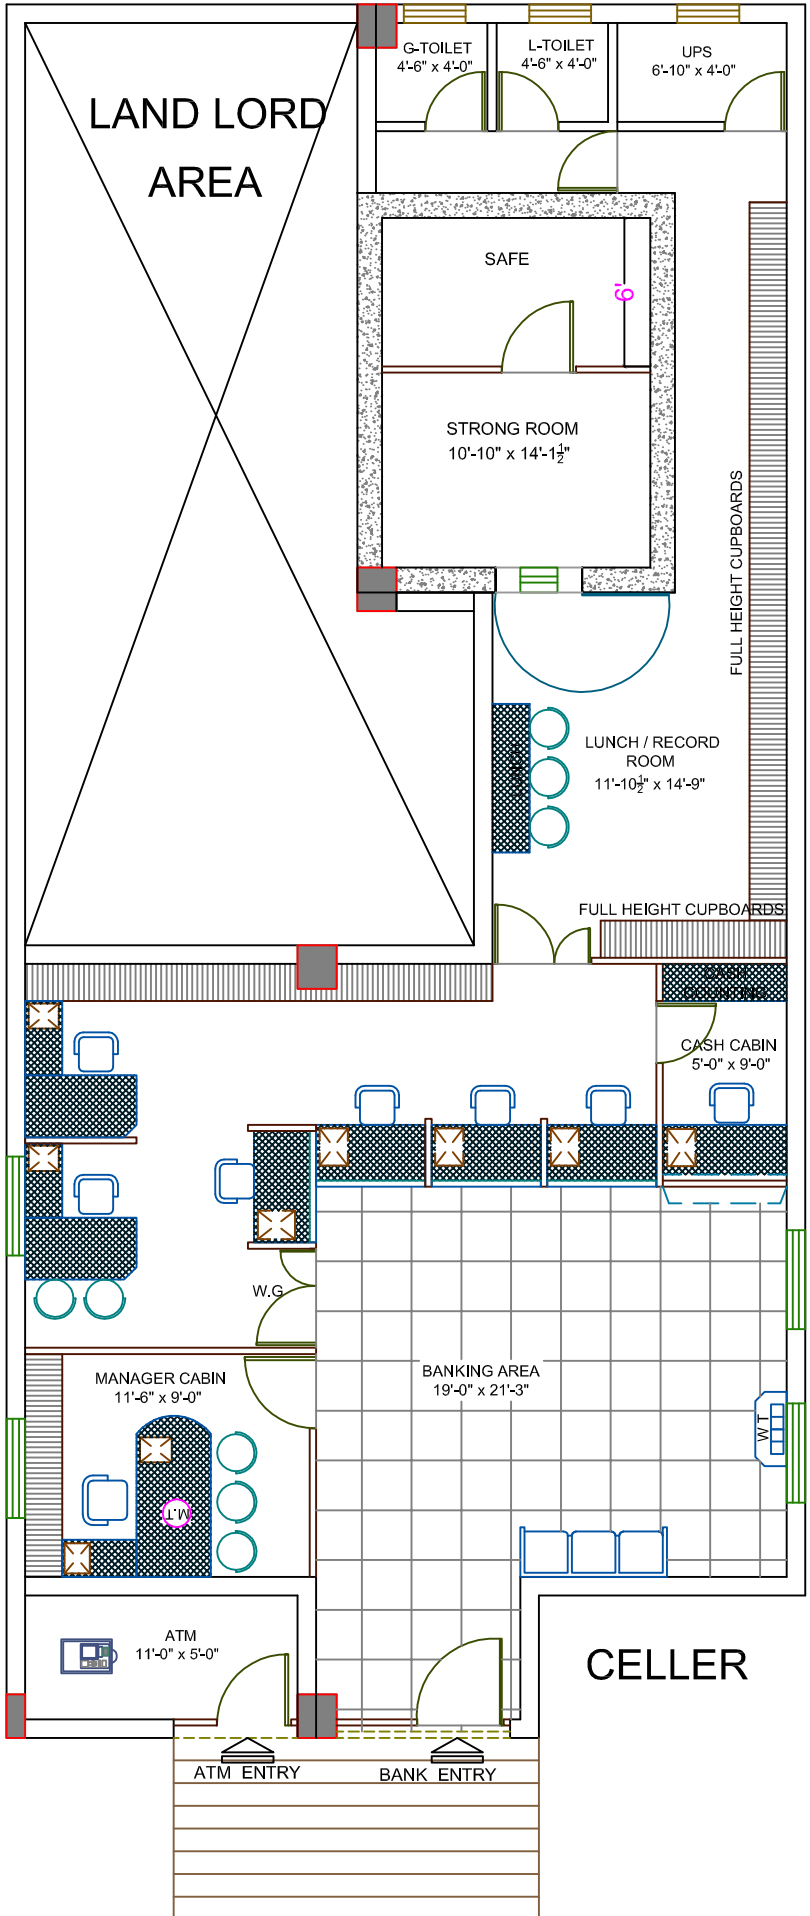 G-TOILET
4'-6" x 4'-0"
L-TOILET
4'-6" x 4'-0"
UPS
6'-10" x 4'-0"
LAND LORD
AREA
SAFE
6'
STRONG ROOM
10'-10" x 14'-1½"
FULL HEIGHT CUPBOARDS
LUNCH / RECORD
ROOM
11'-10½" x 14'-9"
FULL HEIGHT CUPBOARDS
CASH
COUNTING
CASH CABIN
5'-0" x 9'-0"
W.G
MANAGER CABIN
11'-6" x 9'-0"
BANKING AREA
19'-0" x 21'-3"
W.T
M.T
ATM
11'-0" x 5'-0"
CELLER
ATM ENTRY
BANK ENTRY